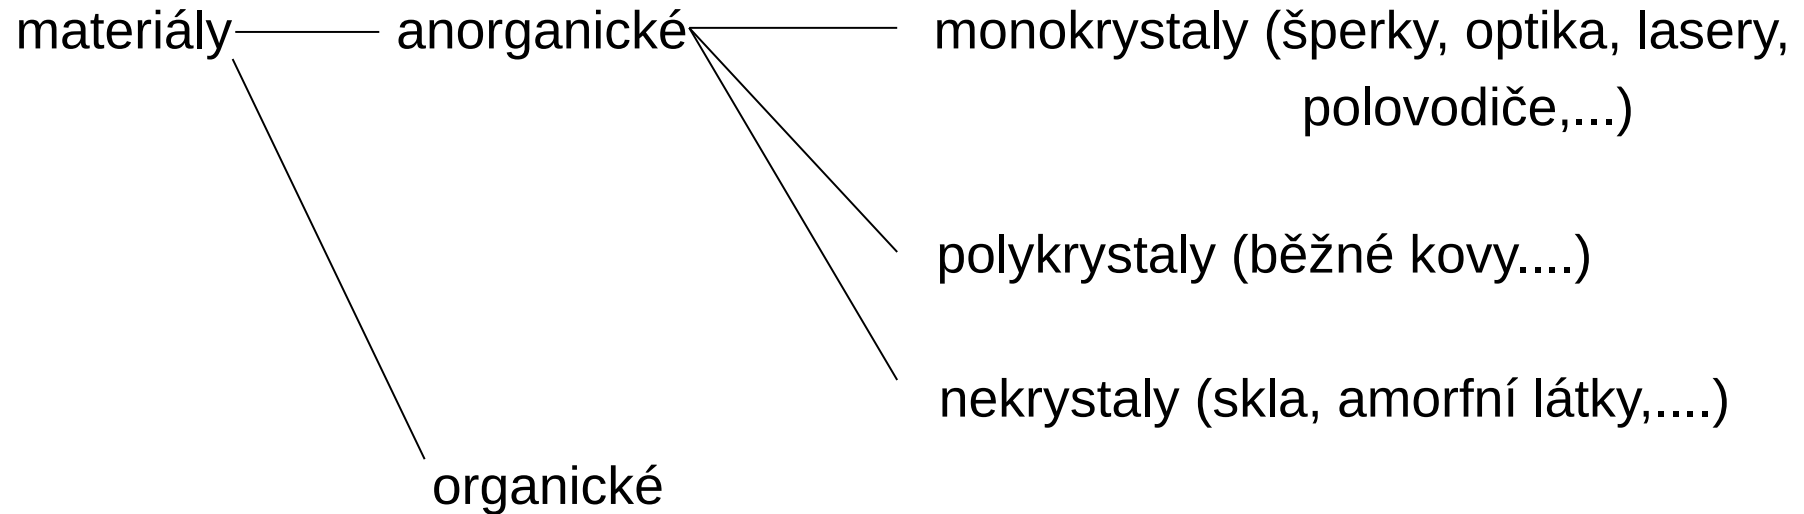 materiály anorganické monokrystaly (šperky, optika, lasery,
polovodiče,...)
polykrystaly (běžné kovy....)
nekrystaly (skla, amorfní látky,....)
organické